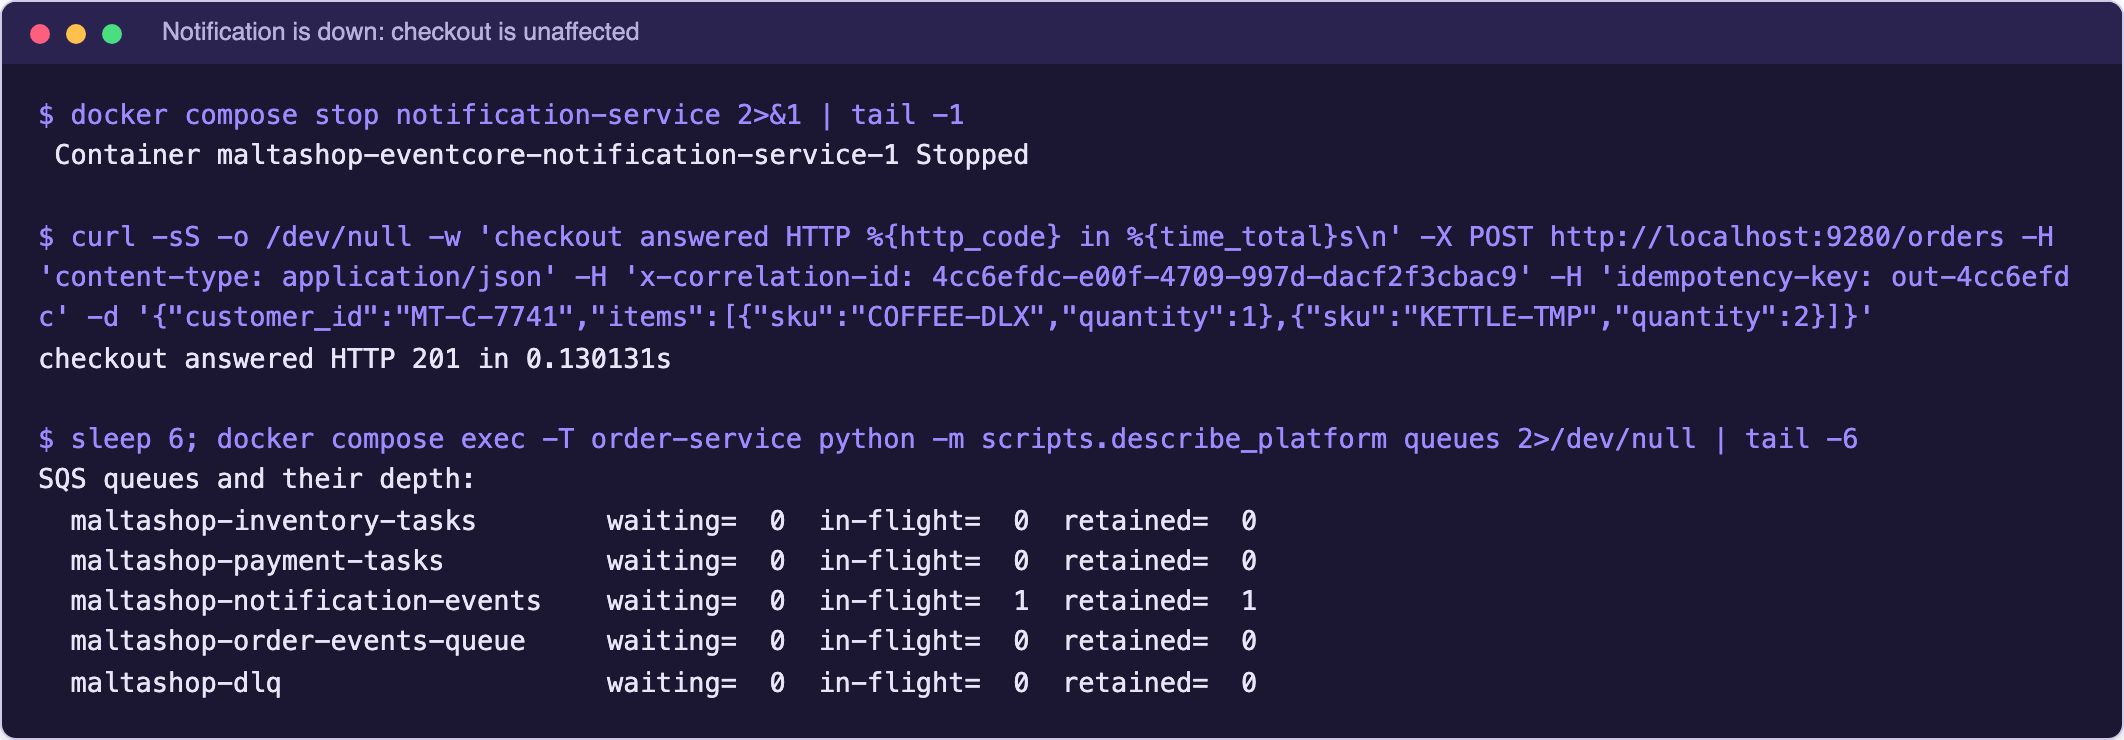 Notification is down: checkout is unaffected
$ docker compose stop notification-service 2>&1 | tail -1
 Container maltashop-eventcore-notification-service-1 Stopped
$ curl -sS -o /dev/null -w 'checkout answered HTTP %{http_code} in %{time_total}s\n' -X POST http://localhost:9280/orders -H
'content-type: application/json' -H 'x-correlation-id: 4cc6efdc-e00f-4709-997d-dacf2f3cbac9' -H 'idempotency-key: out-4cc6efd
c' -d '{"customer_id":"MT-C-7741","items":[{"sku":"COFFEE-DLX","quantity":1},{"sku":"KETTLE-TMP","quantity":2}]}'
checkout answered HTTP 201 in 0.130131s
$ sleep 6; docker compose exec -T order-service python -m scripts.describe_platform queues 2>/dev/null | tail -6
SQS queues and their depth:
  maltashop-inventory-tasks        waiting=  0  in-flight=  0  retained=  0
  maltashop-payment-tasks          waiting=  0  in-flight=  0  retained=  0
  maltashop-notification-events    waiting=  0  in-flight=  1  retained=  1
  maltashop-order-events-queue     waiting=  0  in-flight=  0  retained=  0
  maltashop-dlq                    waiting=  0  in-flight=  0  retained=  0